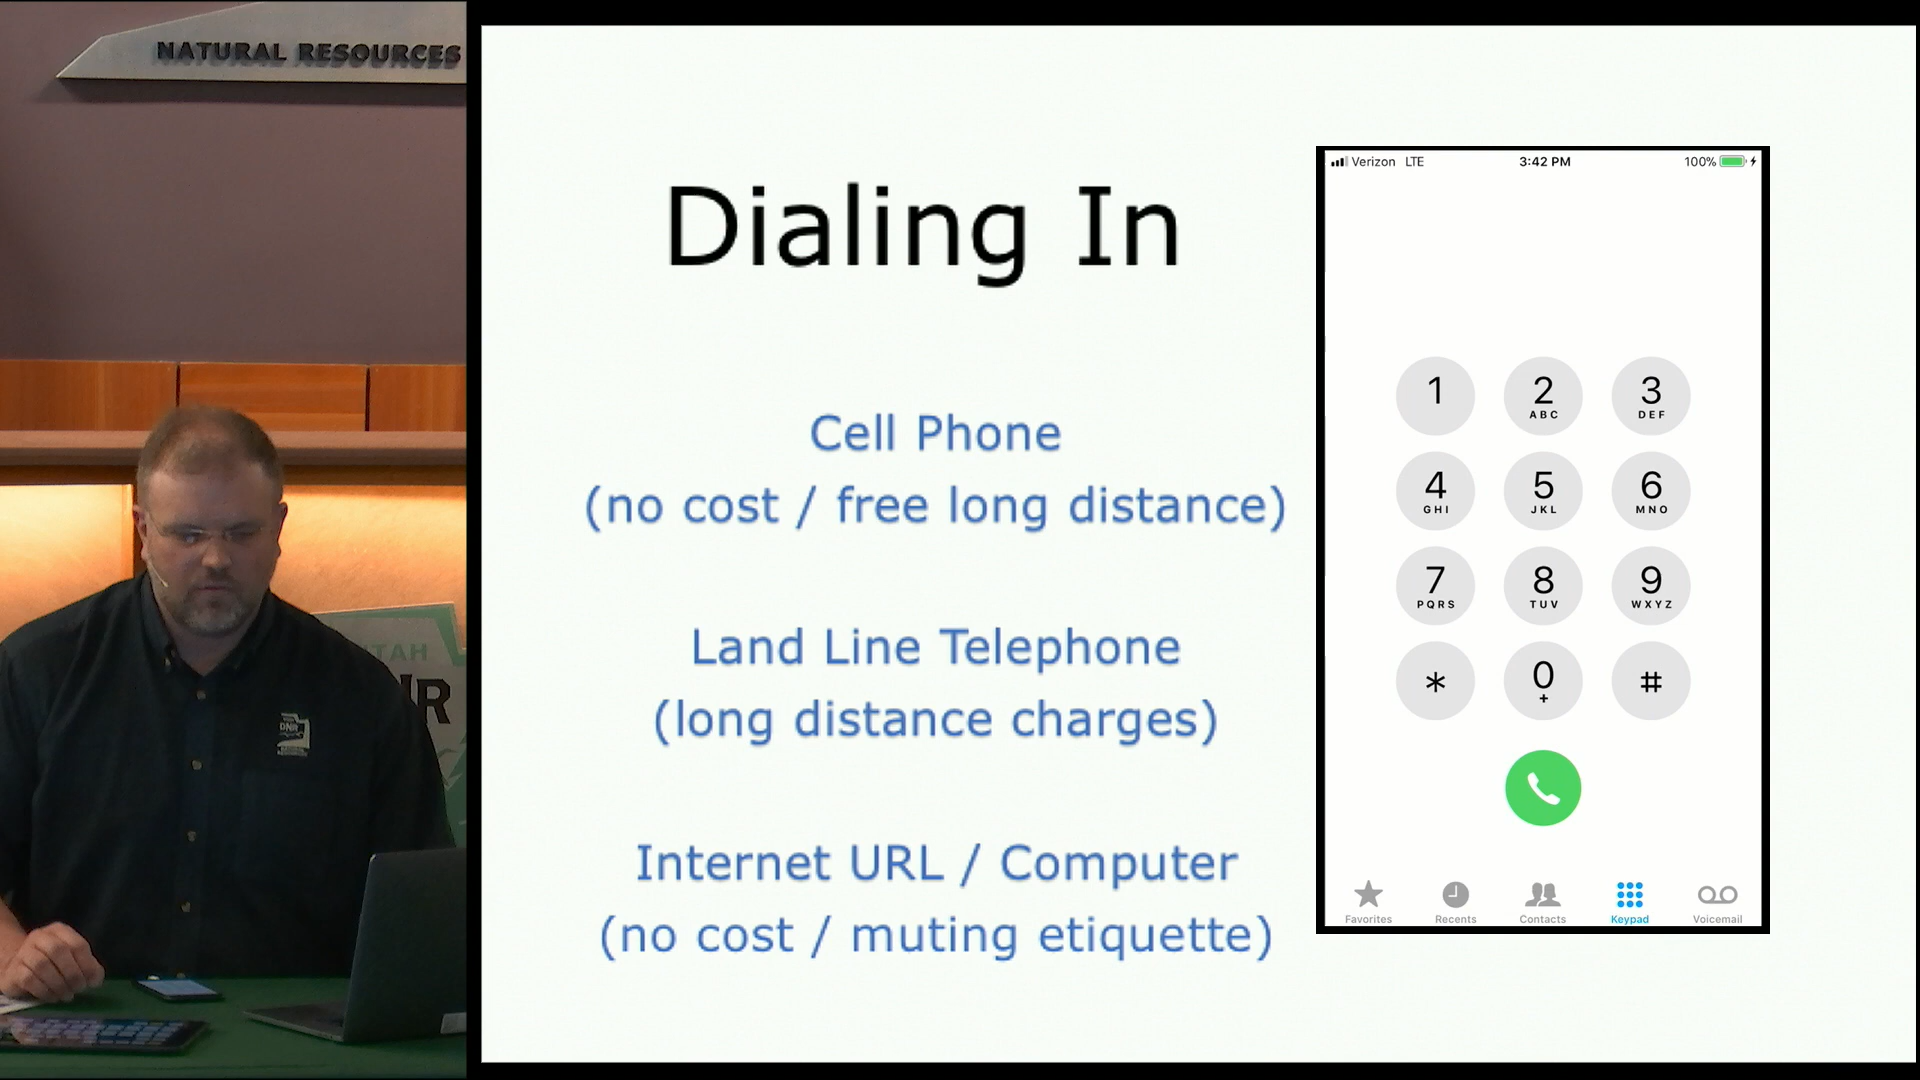 NATURAL RESOURCES
UTAH
DNR
Dialing In
Cell Phone
(no cost / free long distance)
Land Line Telephone
(long distance charges)
Internet URL / Computer
(no cost / muting etiquette)
Verizon LTE 3:42 PM 100%
1 2 3
ABC DEF
4 5 6
GHI JKL MNO
7 8 9
PQRS TUV WXYZ
* 0 #
+
Favorites Recents Contacts Keypad Voicemail